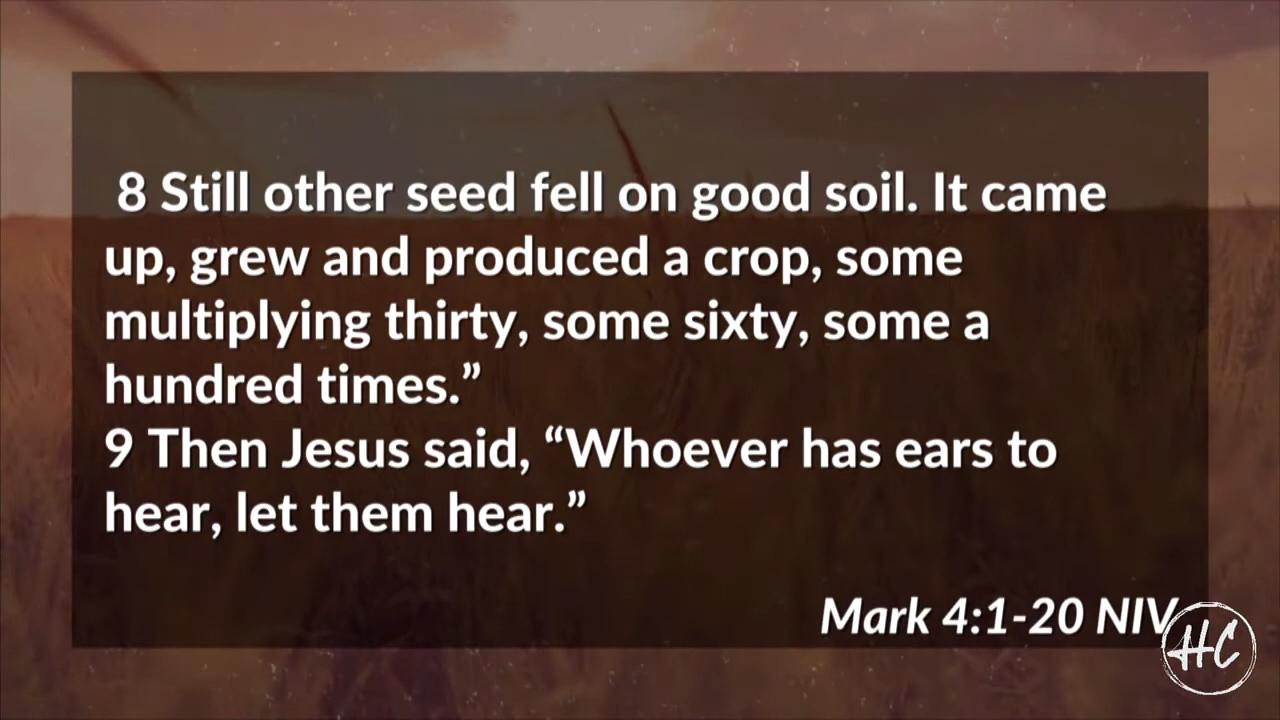 8 Still other seed fell on good soil. It came
up, grew and produced a crop, some
multiplying thirty, some sixty, some a
hundred times.”
9 Then Jesus said, “Whoever has ears to
hear, let them hear.”
Mark 4:1-20 NIV
HC